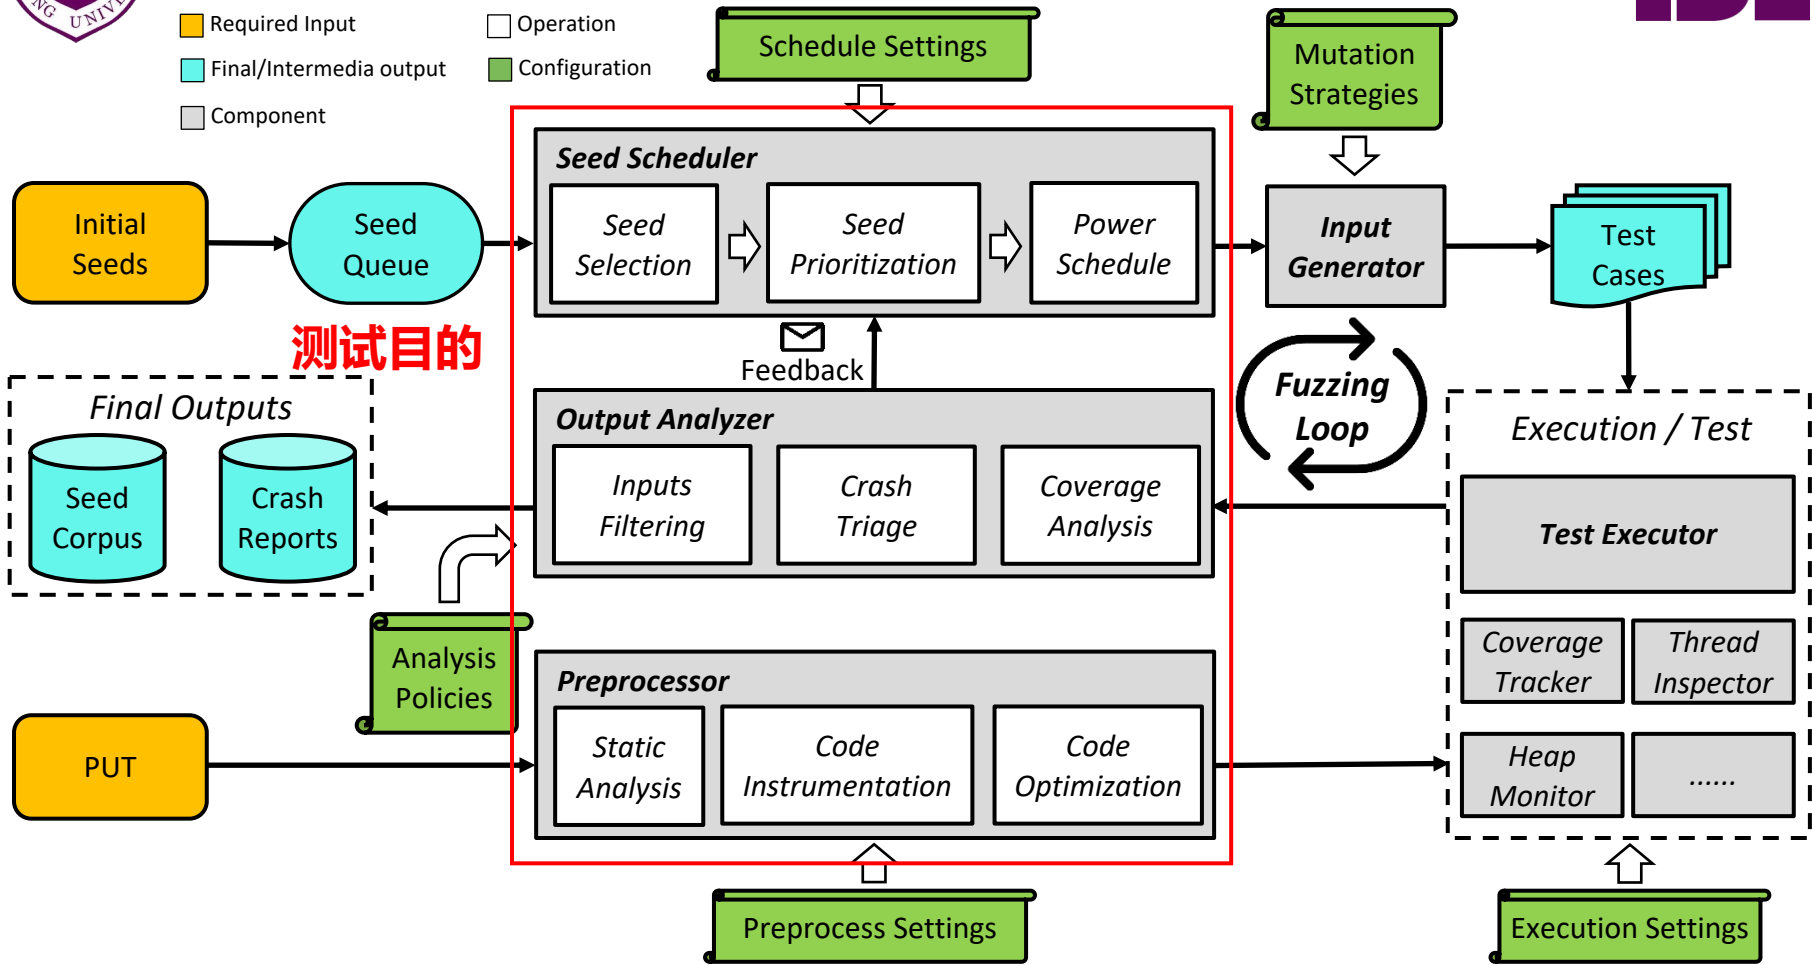 NG UNIV
Required Input
Operation
Final/Intermedia output
Configuration
Component
Schedule Settings
Mutation
Strategies
Seed Scheduler
Initial
Seeds
Seed
Queue
Seed
Selection
Seed
Prioritization
Power
Schedule
Input
Generator
Test
Cases
测试目的
Feedback
Fuzzing
Loop
Final Outputs
Seed
Corpus
Crash
Reports
Output Analyzer
Inputs
Filtering
Crash
Triage
Coverage
Analysis
Execution / Test
Test Executor
Coverage
Tracker
Thread
Inspector
Heap
Monitor
......
Analysis
Policies
Preprocessor
PUT
Static
Analysis
Code
Instrumentation
Code
Optimization
Preprocess Settings
Execution Settings